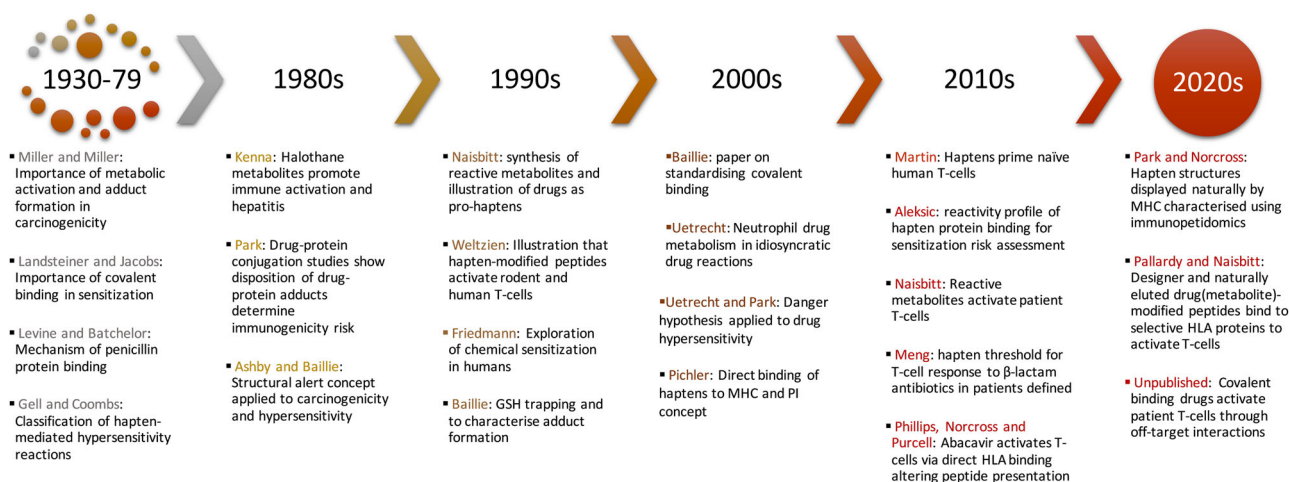 1930-79
1980s
1990s
2000s
2010s
2020s
▪ Miller and Miller:
Importance of metabolic
activation and adduct
formation in
carcinogenicity
▪ Landsteiner and Jacobs:
Importance of covalent
binding in sensitization
▪ Levine and Batchelor:
Mechanism of penicillin
protein binding
▪ Gell and Coombs:
Classification of hapten-
mediated hypersensitivity
reactions
▪ Kenna: Halothane
metabolites promote
immune activation and
hepatitis
▪ Park: Drug-protein
conjugation studies show
disposition of drug-
protein adducts
determine
immunogenicity risk
▪ Ashby and Baillie:
Structural alert concept
applied to carcinogenicity
and hypersensitivity
▪ Naisbitt: synthesis of
reactive metabolites and
illustration of drugs as
pro-haptens
▪ Weltzien: Illustration that
hapten-modified peptides
activate rodent and
human T-cells
▪ Friedmann: Exploration
of chemical sensitization
in humans
▪ Baillie: GSH trapping and
to characterise adduct
formation
▪Baillie: paper on
standardising covalent
binding
▪Uetrecht: Neutrophil drug
metabolism in idiosyncratic
drug reactions
▪Uetrecht and Park: Danger
hypothesis applied to drug
hypersensitivity
▪ Pichler: Direct binding of
haptens to MHC and PI
concept
▪ Martin: Haptens prime naïve
human T-cells
▪ Aleksic: reactivity profile of
hapten protein binding for
sensitization risk assessment
▪ Naisbitt: Reactive
metabolites activate patient
T-cells
▪ Meng: hapten threshold for
T-cell response to β-lactam
antibiotics in patients defined
▪ Phillips, Norcross and
Purcell: Abacavir activates T-
cells via direct HLA binding
altering peptide presentation
▪ Park and Norcross:
Hapten structures
displayed naturally by
MHC characterised using
immunopetidomics
▪ Pallardy and Naisbitt:
Designer and naturally
eluted drug(metabolite)-
modified peptides bind to
selective HLA proteins to
activate T-cells
▪ Unpublished: Covalent
binding drugs activate
patient T-cells through
off-target interactions